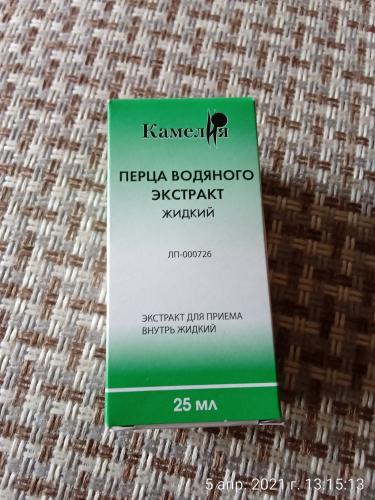 Камелия
ПЕРЦА ВОДЯНОГО
ЭКСТРАКТ
ЖИДКИЙ
ЛП-000726
ЭКСТРАКТ ДЛЯ ПРИЕМА
ВНУТРЬ ЖИДКИЙ
25 мл
5 апр. 2021 г. 13:15:13